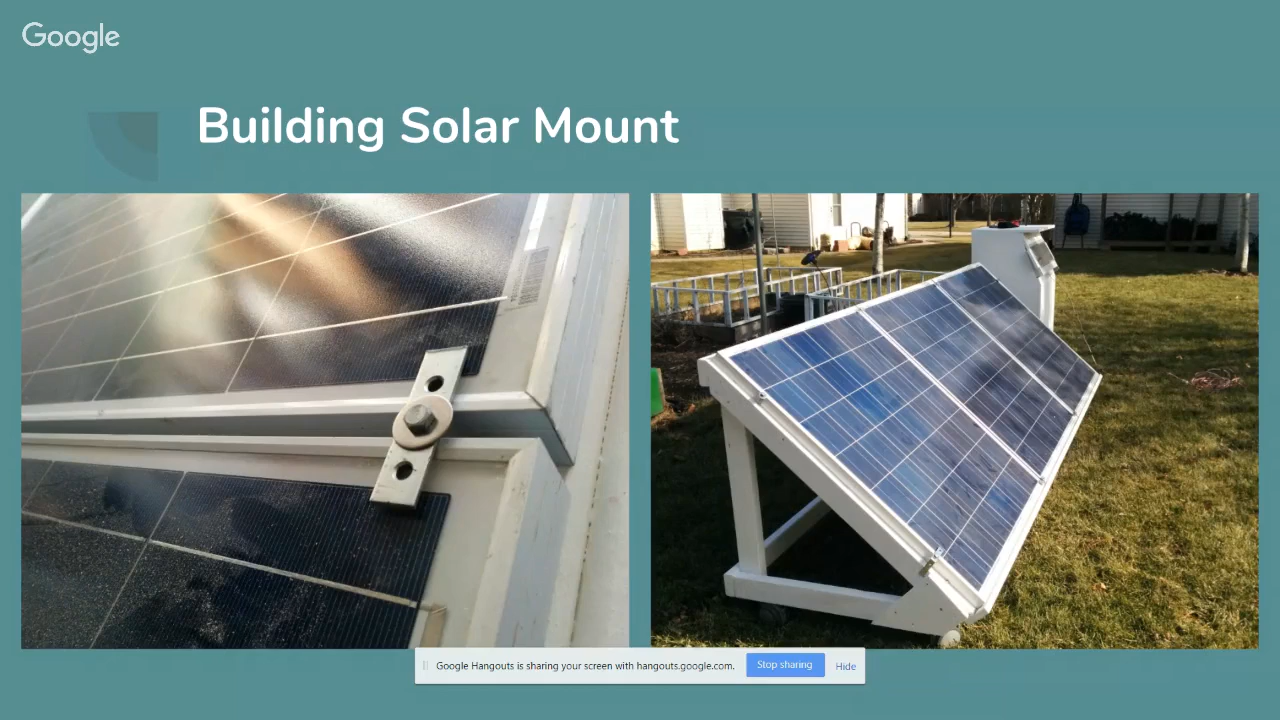 Google
Building Solar Mount
Google Hangouts is sharing your screen with hangouts.google.com.
Stop sharing
Hide